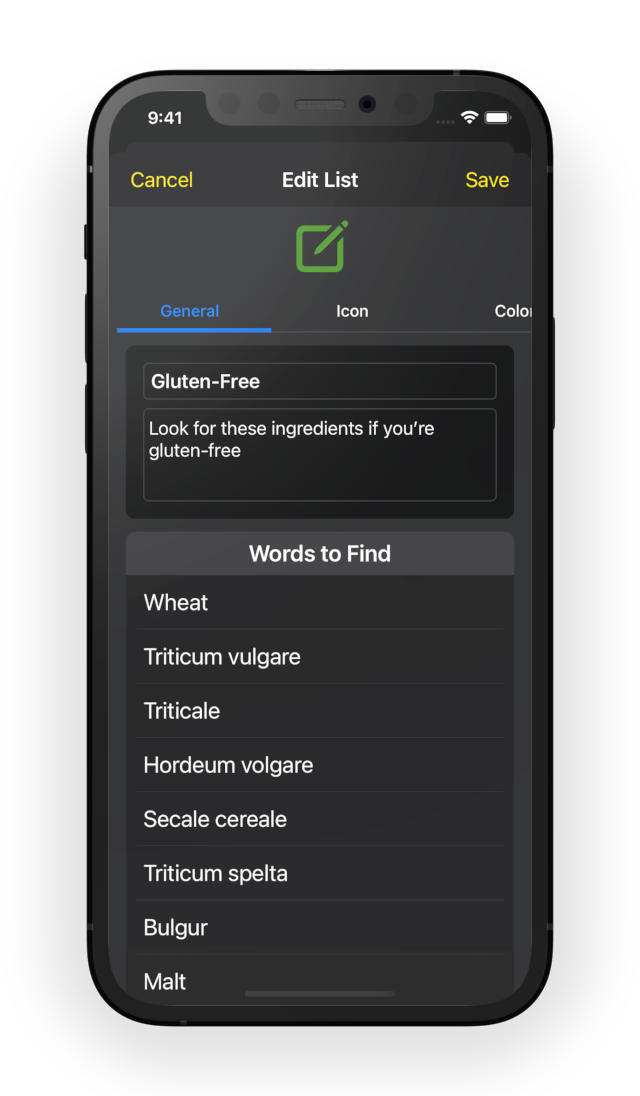 9:41
Cancel Edit List Save
General Icon Color
Gluten-Free
Look for these ingredients if you’re
gluten-free
Words to Find
Wheat
Triticum vulgare
Triticale
Hordeum volgare
Secale cereale
Triticum spelta
Bulgur
Malt